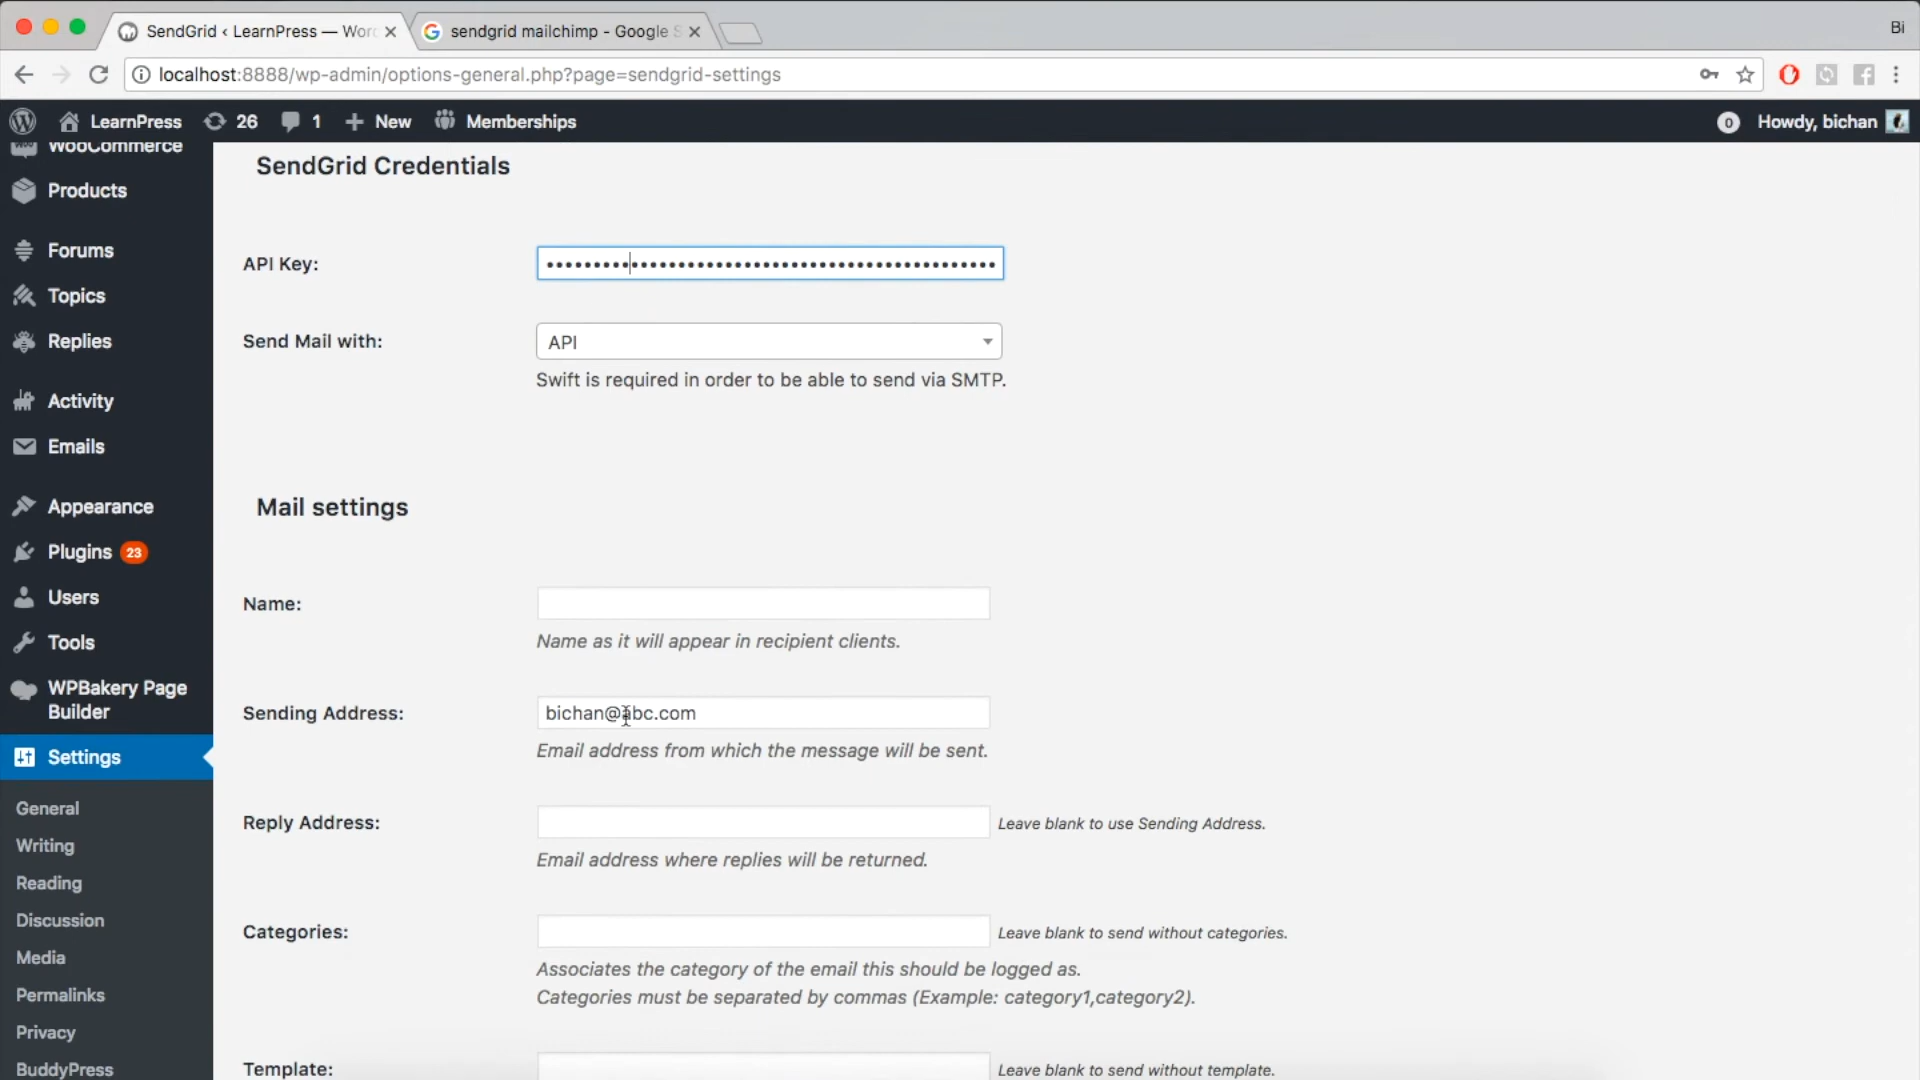 SendGrid ‹ LearnPress — Wor
sendgrid mailchimp - Google S
Bi
localhost:8888/wp-admin/options-general.php?page=sendgrid-settings
LearnPress
26
1
New
Memberships
0
Howdy, bichan
WooCommerce
Products
Forums
Topics
Replies
Activity
Emails
Appearance
Plugins 23
Users
Tools
WPBakery Page
Builder
Settings
General
Writing
Reading
Discussion
Media
Permalinks
Privacy
BuddyPress
SendGrid Credentials
API Key:
Send Mail with:
API
Swift is required in order to be able to send via SMTP.
Mail settings
Name:
Name as it will appear in recipient clients.
Sending Address:
bichan@abc.com
Email address from which the message will be sent.
Reply Address:
Leave blank to use Sending Address.
Email address where replies will be returned.
Categories:
Leave blank to send without categories.
Associates the category of the email this should be logged as.
Categories must be separated by commas (Example: category1,category2).
Template:
Leave blank to send without template.